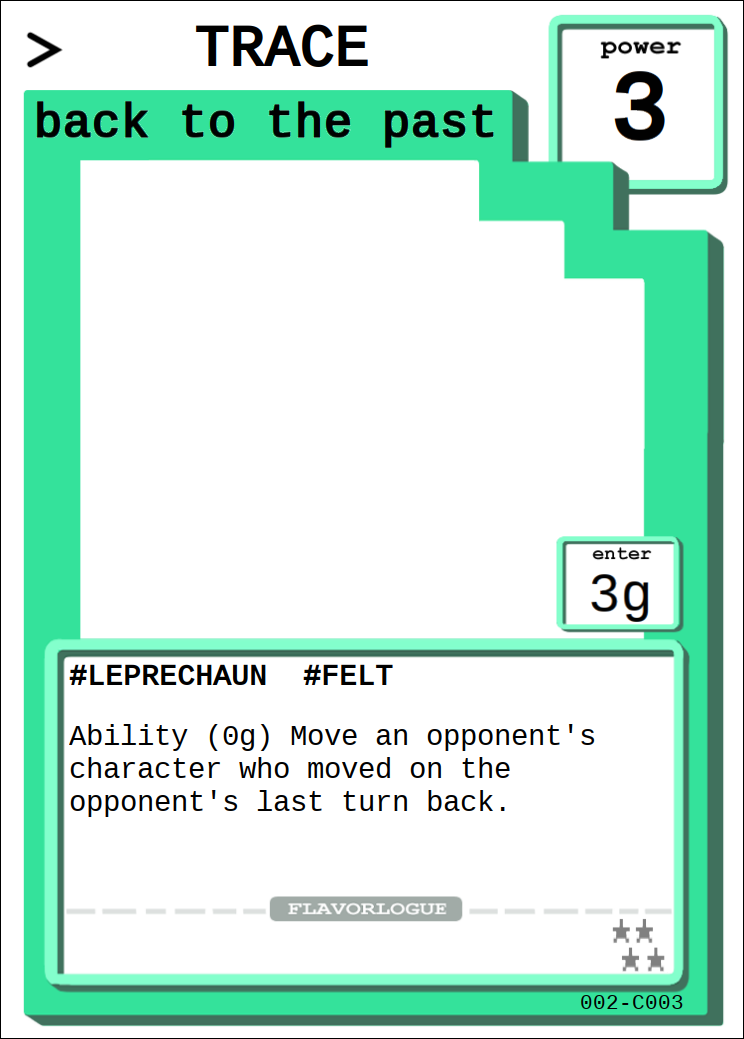 > TRACE
power
3
back to the past
enter
3g
#LEPRECHAUN #FELT
Ability (0g) Move an opponent's
character who moved on the
opponent's last turn back.
FLAVORLOGUE
002-C003